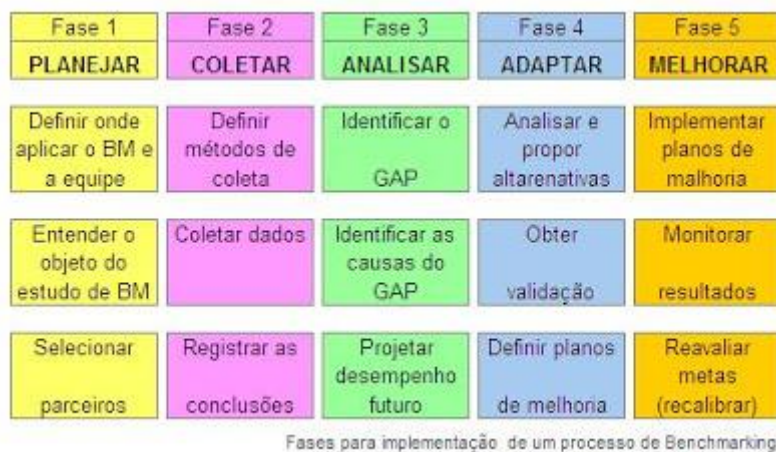 Fase 1
PLANEJAR
Fase 2
COLETAR
Fase 3
ANALISAR
Fase 4
ADAPTAR
Fase 5
MELHORAR
Definir onde
aplicar o BM e
a equipe
Definir
métodos de
coleta
Identificar o
GAP
Analisar e
propor
altarenativas
Implementar
planos de
malhoria
Entender o
objeto do
estudo de BM
Coletar dados
Identificar as
causas do
GAP
Obter
validação
Monitorar
resultados
Selecionar
parceiros
Registrar as
conclusões
Projetar
desempenho
futuro
Definir planos
de melhoria
Reavaliar
metas
(recalibrar)
Fases para implementação de um processo de Benchmarking